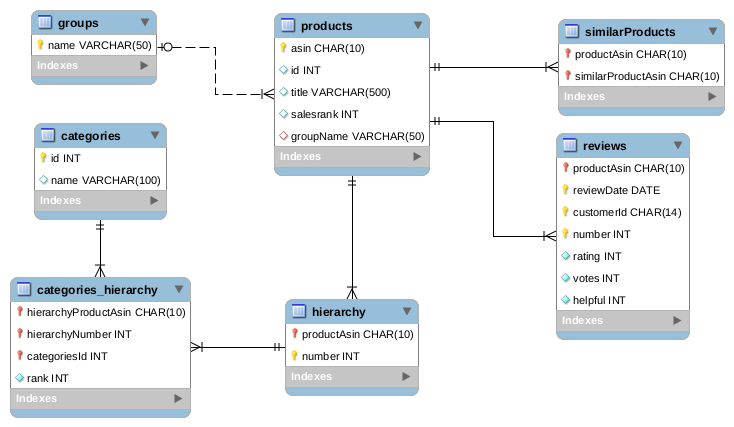 groups
name VARCHAR(50)
Indexes
products
asin CHAR(10)
id INT
title VARCHAR(500)
salesrank INT
groupName VARCHAR(50)
Indexes
similarProducts
productAsin CHAR(10)
similarProductAsin CHAR(10)
Indexes
categories
id INT
name VARCHAR(100)
Indexes
reviews
productAsin CHAR(10)
reviewDate DATE
customerId CHAR(14)
number INT
rating INT
votes INT
helpful INT
Indexes
categories_hierarchy
hierarchyProductAsin CHAR(10)
hierarchyNumber INT
categoriesId INT
rank INT
Indexes
hierarchy
productAsin CHAR(10)
number INT
Indexes